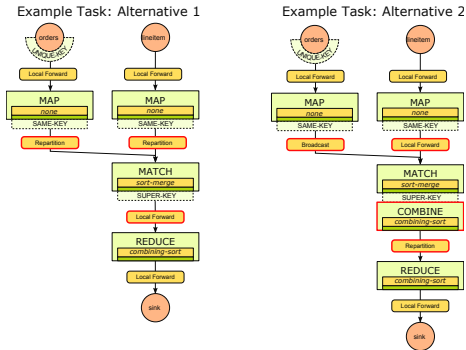 Example Task: Alternative 1
orders
UNIQUE-KEY
lineItem
Local Forward
Local Forward
MAP
none
SAME-KEY
MAP
none
SAME-KEY
Repartition
Repartition
MATCH
sort-merge
SUPER-KEY
Local Forward
REDUCE
combining-sort
Local Forward
sink
Example Task: Alternative 2
orders
UNIQUE-KEY
lineItem
Local Forward
Local Forward
MAP
none
SAME-KEY
MAP
none
SAME-KEY
Broadcast
Local Forward
MATCH
sort-merge
SUPER-KEY
COMBINE
combining-sort
Repartition
REDUCE
combining-sort
Local Forward
sink